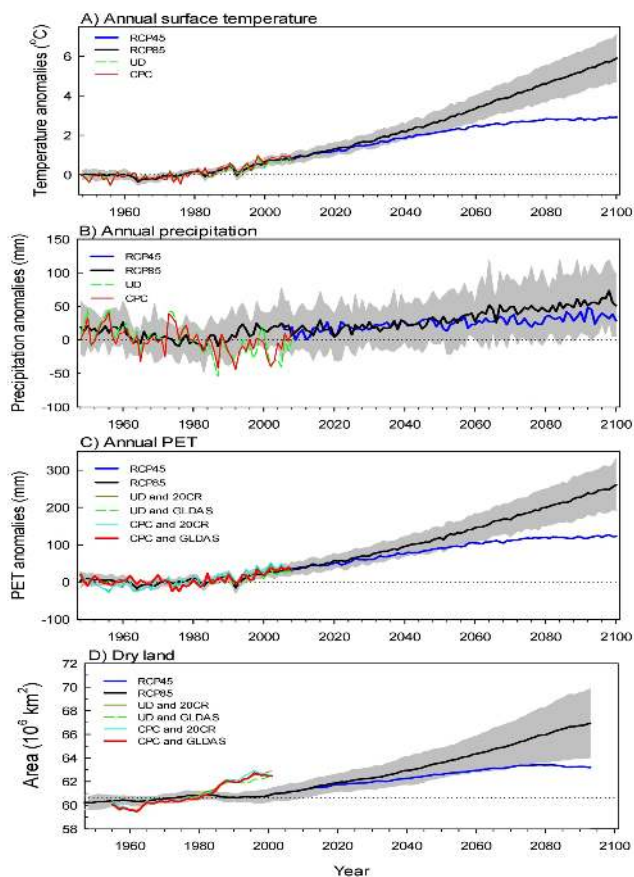 A) Annual surface temperature
Temperature anomalies (°C)
RCP45
RCP85
UD
CPC
6
4
2
0
1960 1980 2000 2020 2040 2060 2080 2100
B) Annual precipitation
Precipitation anomalies (mm)
RCP45
RCP85
UD
CPC
150
100
50
0
-50
-100
1960 1980 2000 2020 2040 2060 2080 2100
C) Annual PET
PET anomalies (mm)
RCP45
RCP85
UD and 20CR
UD and GLDAS
CPC and 20CR
CPC and GLDAS
300
200
100
0
-100
1960 1980 2000 2020 2040 2060 2080 2100
D) Dry land
Area (10⁶ km²)
RCP45
RCP85
UD and 20CR
UD and GLDAS
CPC and 20CR
CPC and GLDAS
72
70
68
66
64
62
60
58
1960 1980 2000 2020 2040 2060 2080 2100
Year